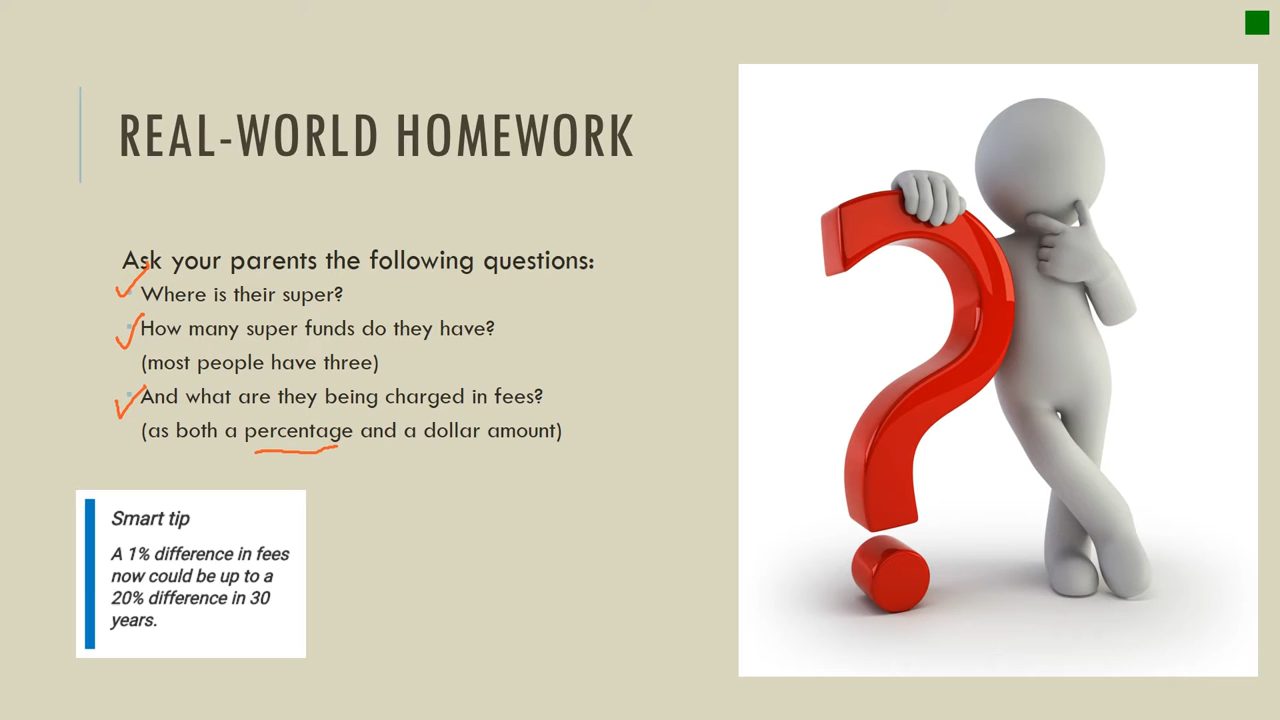 REAL-WORLD HOMEWORK
Ask your parents the following questions:
Where is their super?
How many super funds do they have?
(most people have three)
And what are they being charged in fees?
(as both a percentage and a dollar amount)
Smart tip
A 1% difference in fees
now could be up to a
20% difference in 30
years.